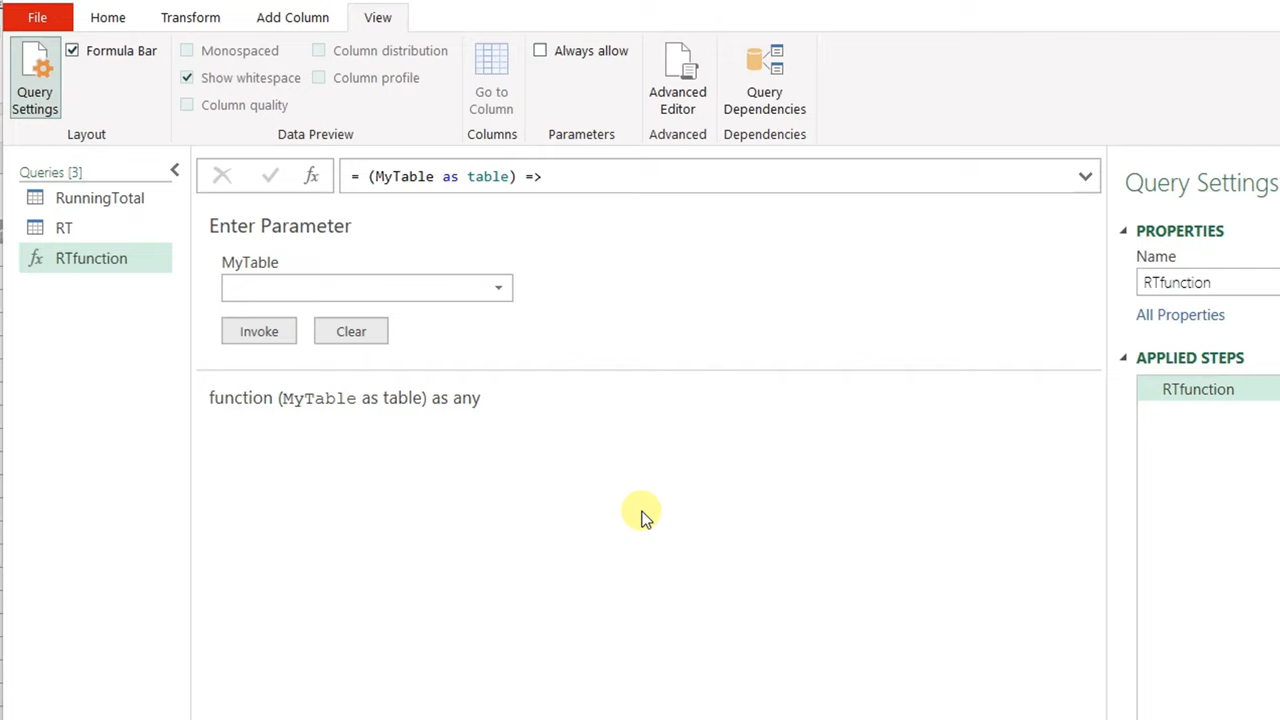 File Home Transform Add Column View
Query Settings
Formula Bar
Layout
Monospaced
Show whitespace
Column quality
Column distribution
Column profile
Data Preview
Go to Column
Columns
Always allow
Parameters
Advanced Editor
Advanced
Query Dependencies
Dependencies
Queries [3]
RunningTotal
RT
fx RTfunction
fx = (MyTable as table) =>
Enter Parameter
MyTable
Invoke Clear
function (MyTable as table) as any
Query Settings
PROPERTIES
Name
RTfunction
All Properties
APPLIED STEPS
RTfunction